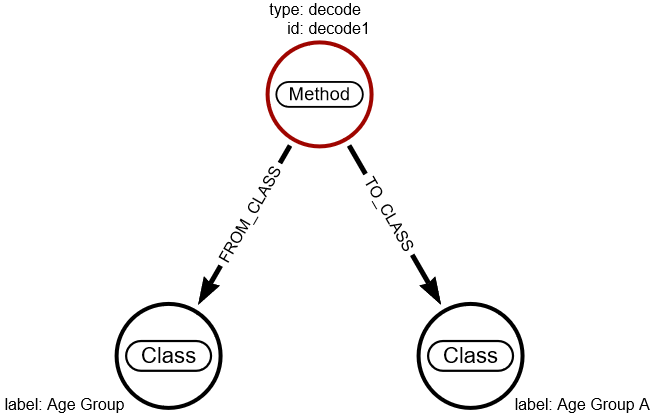 type: decode
id: decode1
Method
FROM_CLASS
TO_CLASS
Class
Class
label: Age Group
label: Age Group A